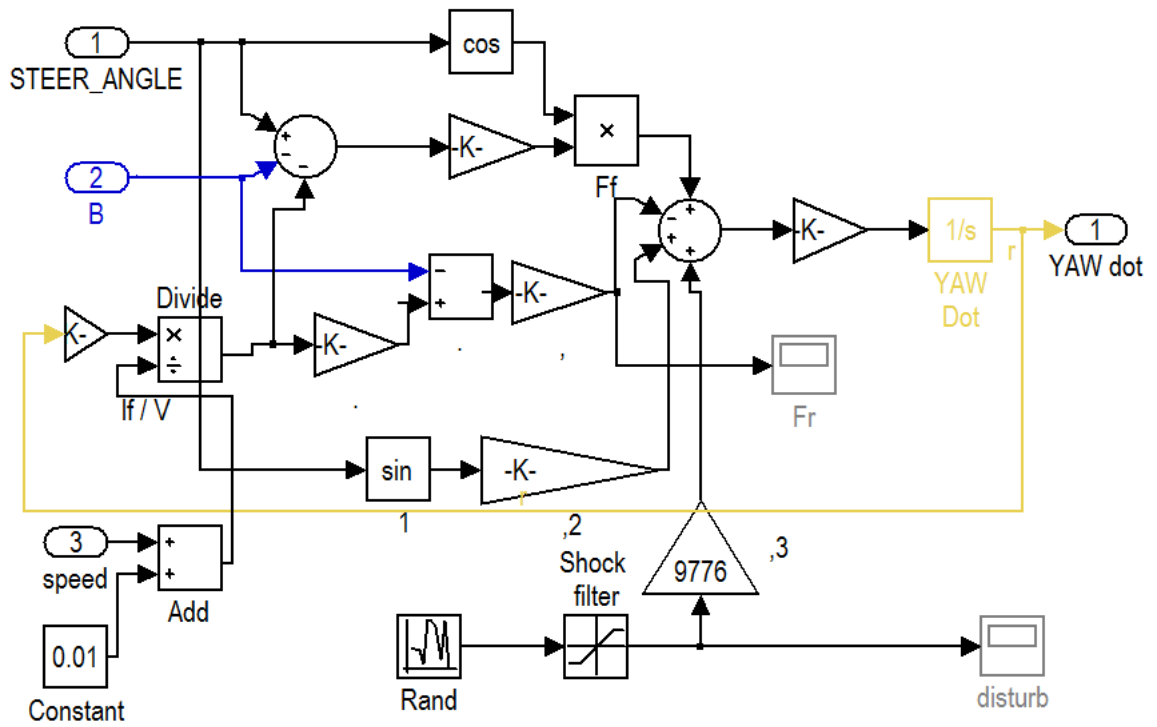 1
STEER_ANGLE
cos
+
-
-
-K-
×
Ff
2
B
-
+
+
+
-K-
1/s
r
YAW
Dot
1
YAW dot
-
+
-K-
Divide
K-
×
÷
-K-
If / V
.
,
.
Fr
sin
1
-K-
r
,2
,3
3
speed
+
+
Add
Shock
filter
9776
0.01
Constant
Rand
disturb